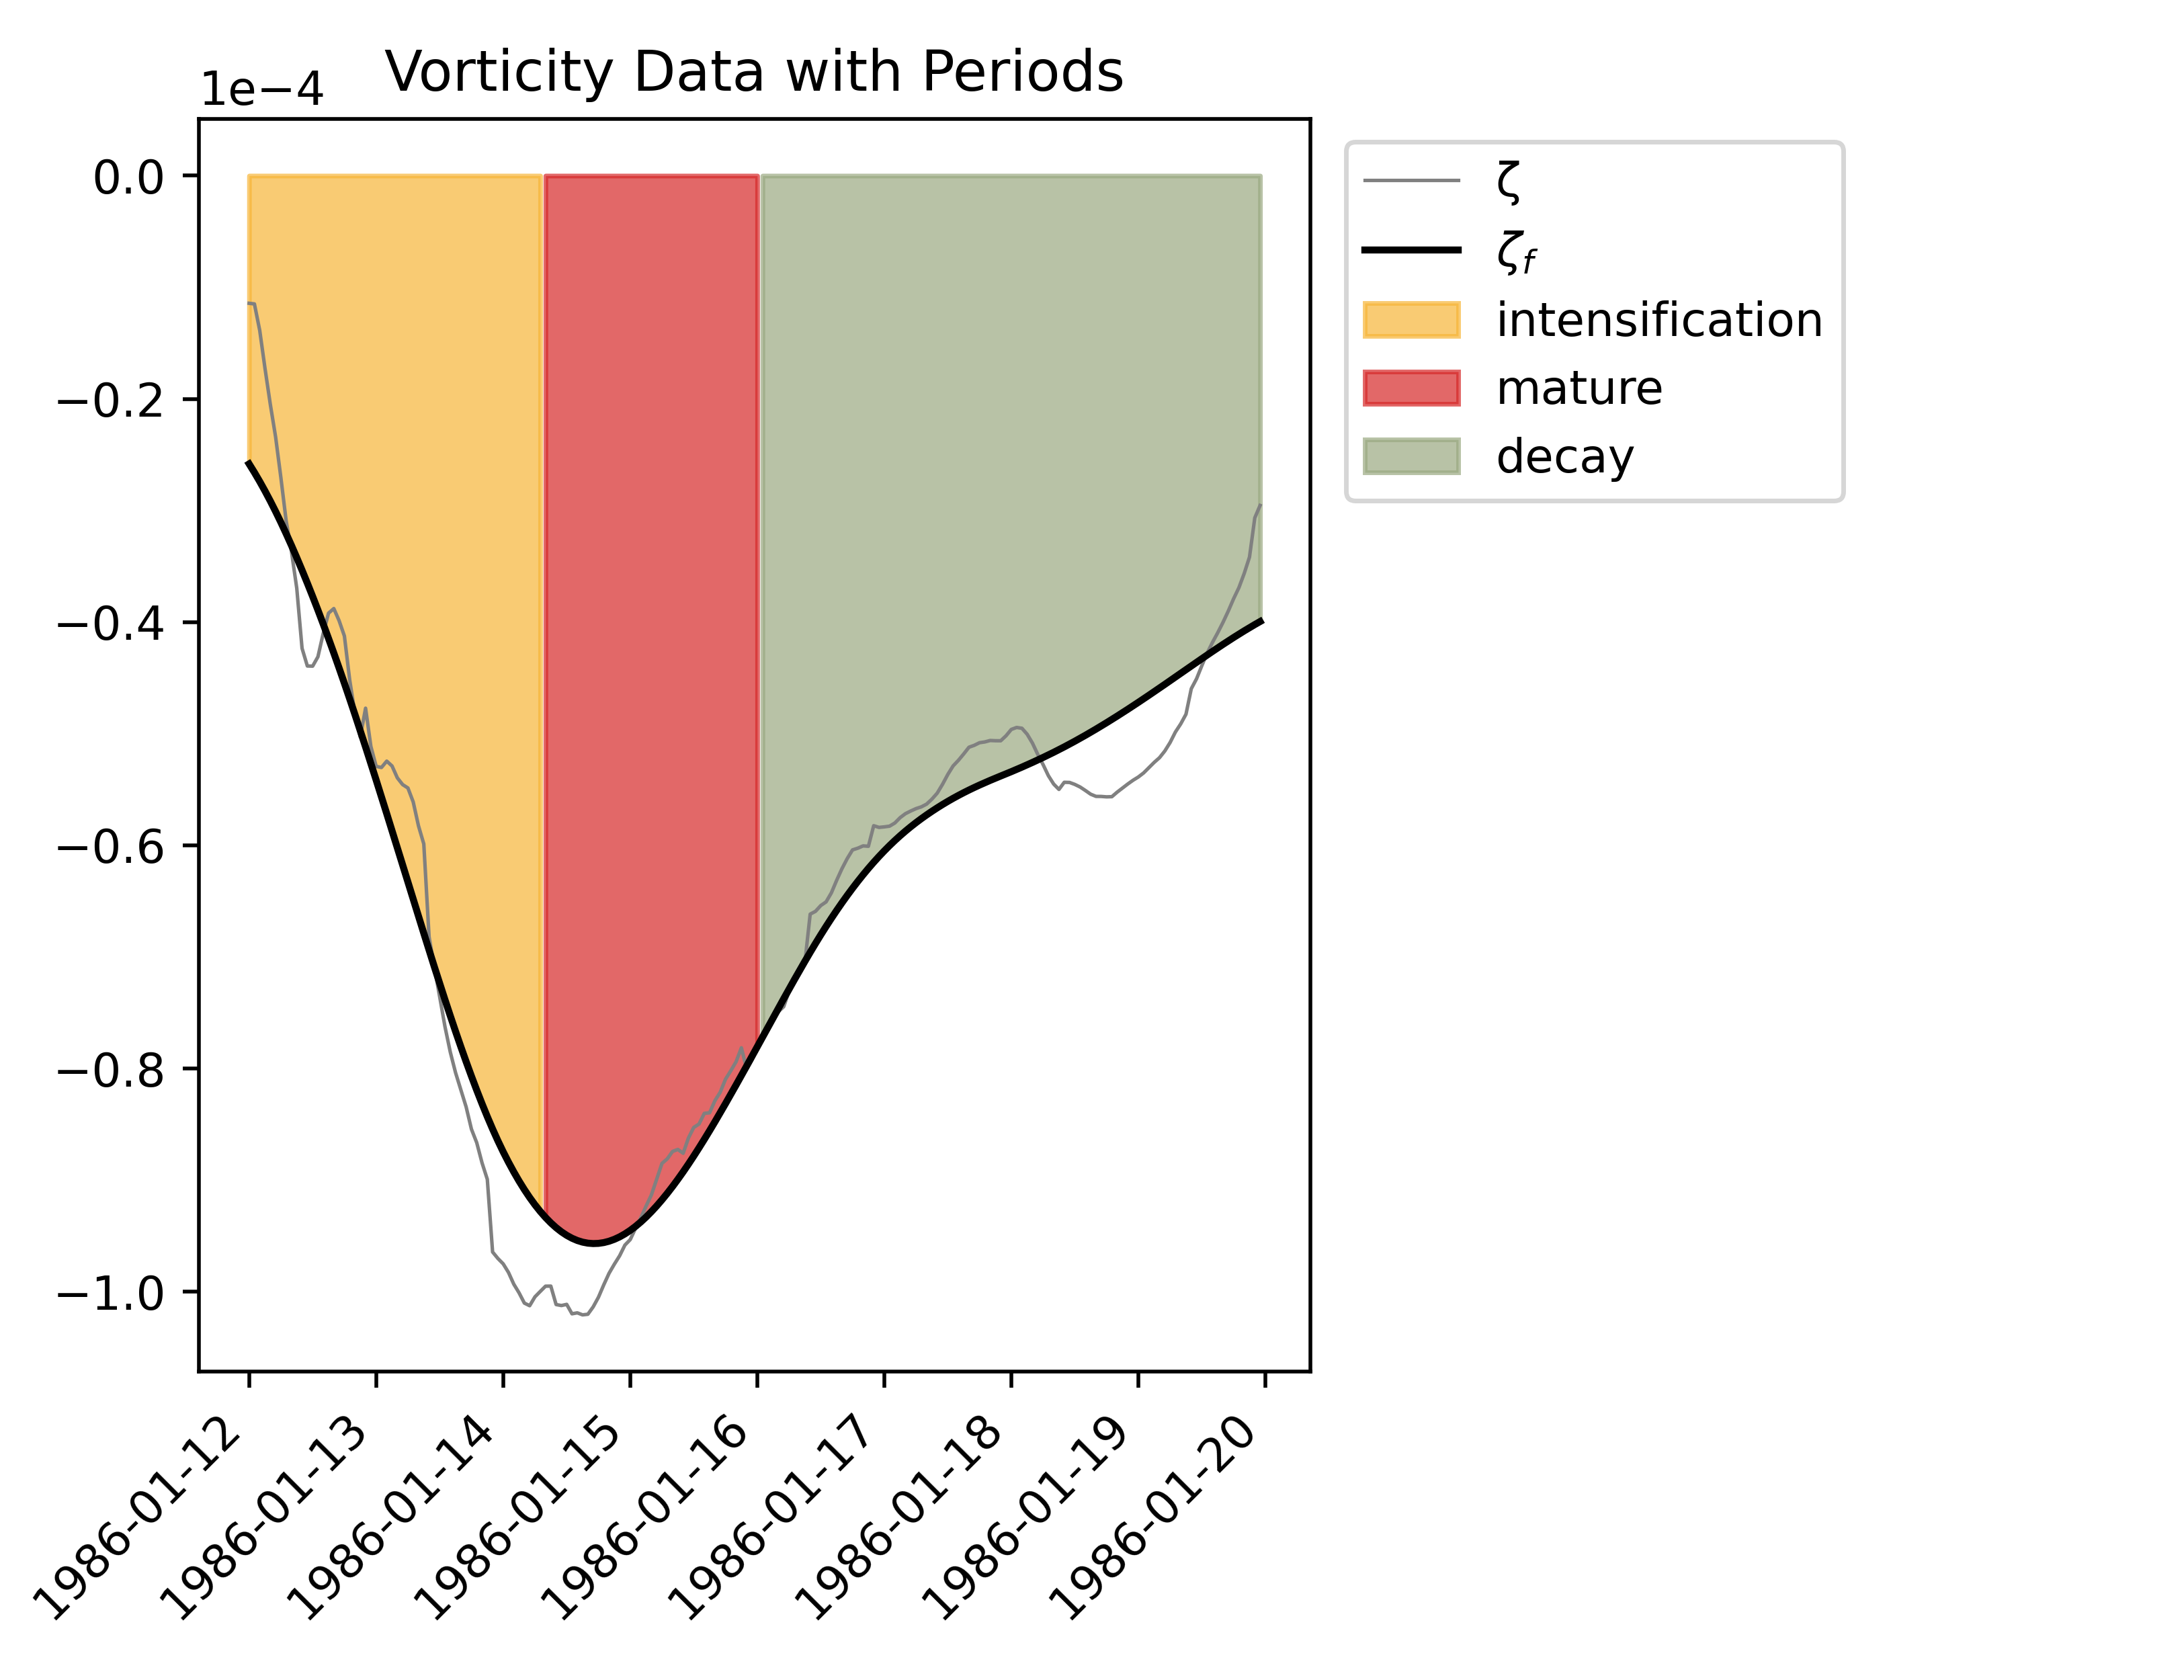 Vorticity Data with Periods
1e−4
0.0
−0.2
−0.4
−0.6
−0.8
−1.0
1986-01-12
1986-01-13
1986-01-14
1986-01-15
1986-01-16
1986-01-17
1986-01-18
1986-01-19
1986-01-20
ζ
ζf
intensification
mature
decay